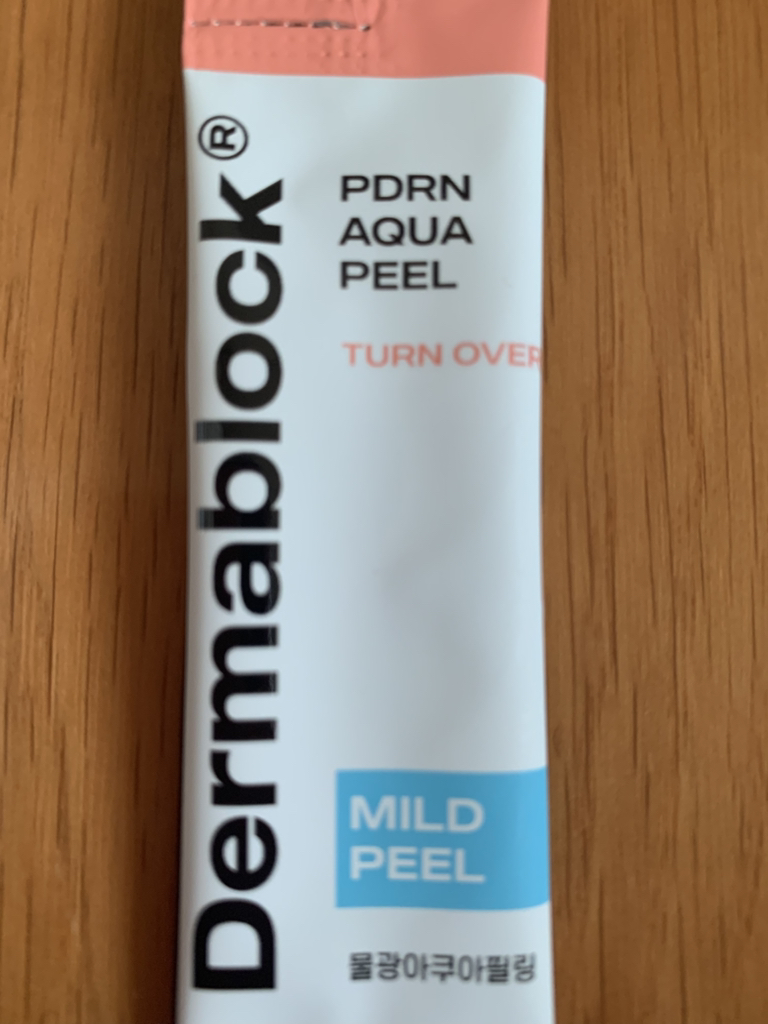 Dermablock®
PDRN
AQUA
PEEL
TURN OVER
MILD
PEEL
물광아쿠아필링